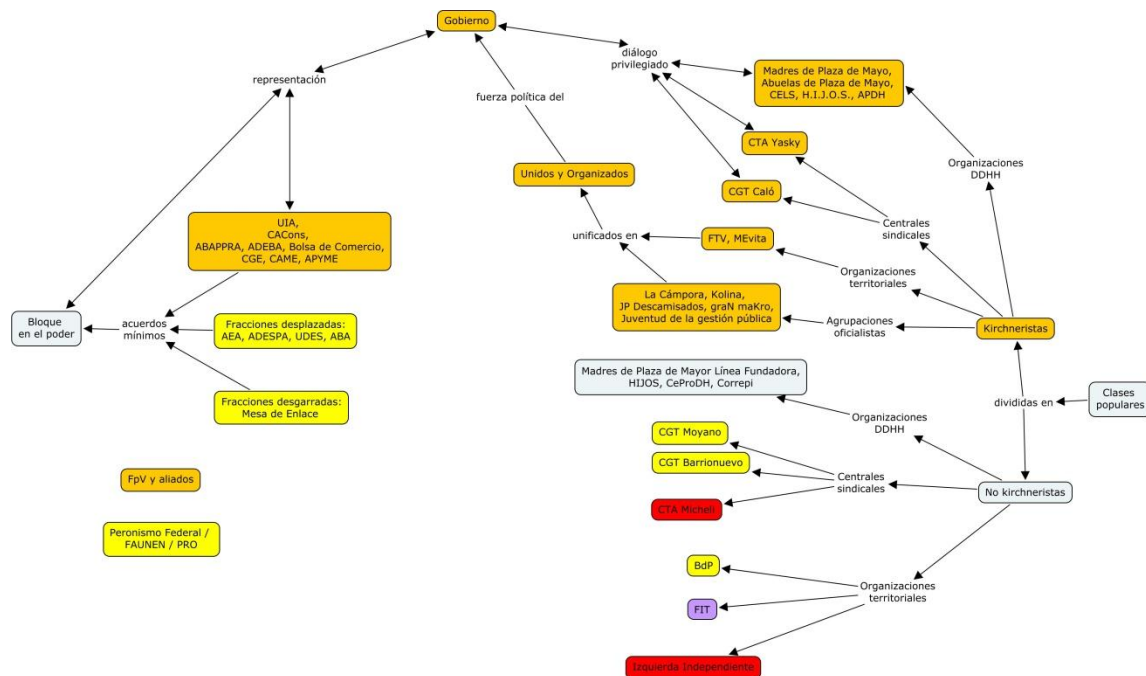 Gobierno
diálogo
privilegiado
representación
Madres de Plaza de Mayo,
Abuelas de Plaza de Mayo,
CELS, H.I.J.O.S., APDH
fuerza política del
CTA Yasky
Organizaciones
DDHH
Unidos y Organizados
CGT Caló
UIA,
CACons,
ABAPPRA, ADEBA, Bolsa de Comercio,
CGE, CAME, APYME
unificados en
FTV, MEvita
Centrales
sindicales
Organizaciones
territoriales
La Cámpora, Kolina,
JP Descamisados, graN maKro,
Juventud de la gestión pública
Agrupaciones
oficialistas
Kirchneristas
Bloque
en el poder
acuerdos
mínimos
Fracciones desplazadas:
AEA, ADESPA, UDES, ABA
Madres de Plaza de Mayor Línea Fundadora,
HIJOS, CeProDH, Correpi
Fracciones desgarradas:
Mesa de Enlace
divididas en
Clases
populares
Organizaciones
DDHH
CGT Moyano
CGT Barrionuevo
Centrales
sindicales
No kirchneristas
FpV y aliados
CTA Micheli
Peronismo Federal /
FAUNEN / PRO
BdP
Organizaciones
territoriales
FIT
Izquierda Independiente